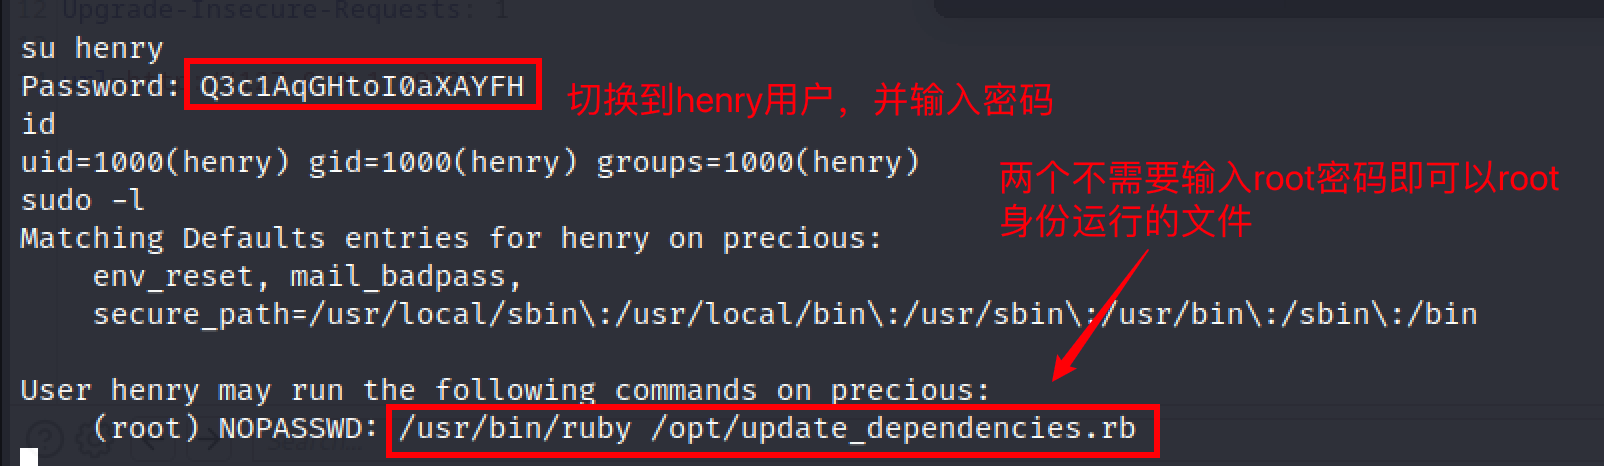 12 Upgrade-Insecure-Requests: 1
su henry
Password: Q3c1AqGHtoI0aXAYFH
切换到henry用户，并输入密码
id
uid=1000(henry) gid=1000(henry) groups=1000(henry)
两个不需要输入root密码即可以root
身份运行的文件
sudo -l
Matching Defaults entries for henry on precious:
env_reset, mail_badpass,
secure_path=/usr/local/sbin\:/usr/local/bin\:/usr/sbin\:/usr/bin\:/sbin\:/bin
User henry may run the following commands on precious:
(root) NOPASSWD: /usr/bin/ruby /opt/update_dependencies.rb
Search...